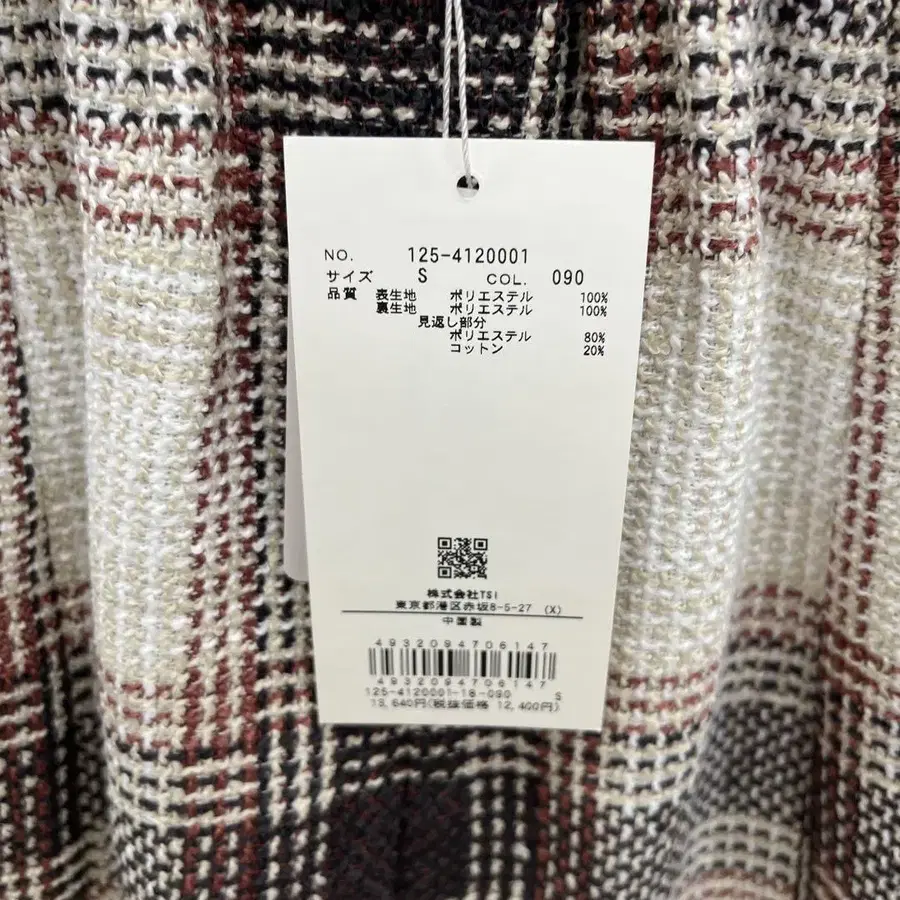 NO. 125-4120001
サイズ S COL. 090
品質 表生地 ポリエステル 100%
裏生地 ポリエステル 100%
見返し部分
ポリエステル 80%
コットン 20%
株式会社TSI
東京都港区赤坂8-5-27 (X)
中国製
4932094706147
4932094706147
125-4120001-18-090 S
13,640円(税抜価格 12,400円)